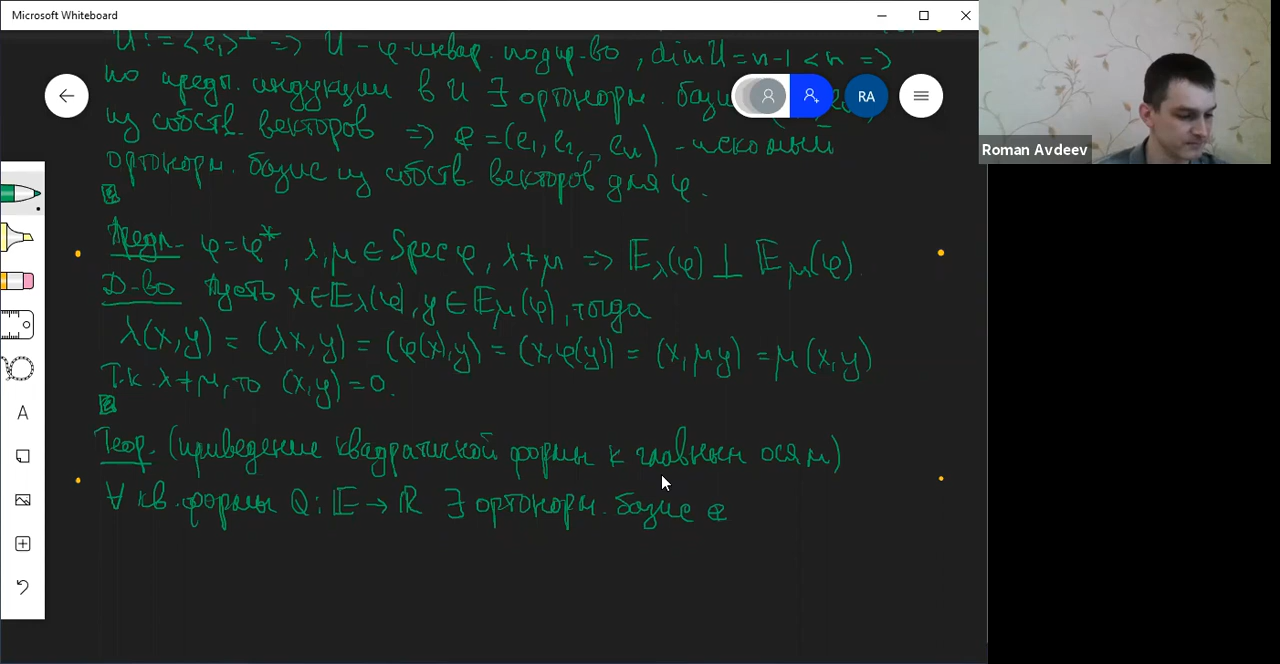 Microsoft Whiteboard
U := ⟨e₁⟩^⊥ => U - φ-инвар. подпр-во, dim U = n-1 < n =>
по предп. индукции в U ∃ ортонорм. базис
из собств. векторов => e = (e₁, e₂, .., eₙ) - искомый
ортонорм. базис из собств. векторов для φ.
RA
Roman Avdeev
Предл. φ=φ*, λ,μ ∈ Spec φ, λ≠μ => 𝔼_λ(φ) ⊥ 𝔼_μ(φ).
Д-во Пусть x∈𝔼_λ(φ), y∈𝔼_μ(φ), тогда
λ(x,y) = (λx,y) = (φ(x),y) = (x,φ(y)) = (x,μy) = μ(x,y)
Т.к. λ≠μ, то (x,y)=0.
Теор. (приведение квадратичной формы к главным осям)
∀ кв. формы Q: 𝔼 → ℝ ∃ ортонорм. базис e
A